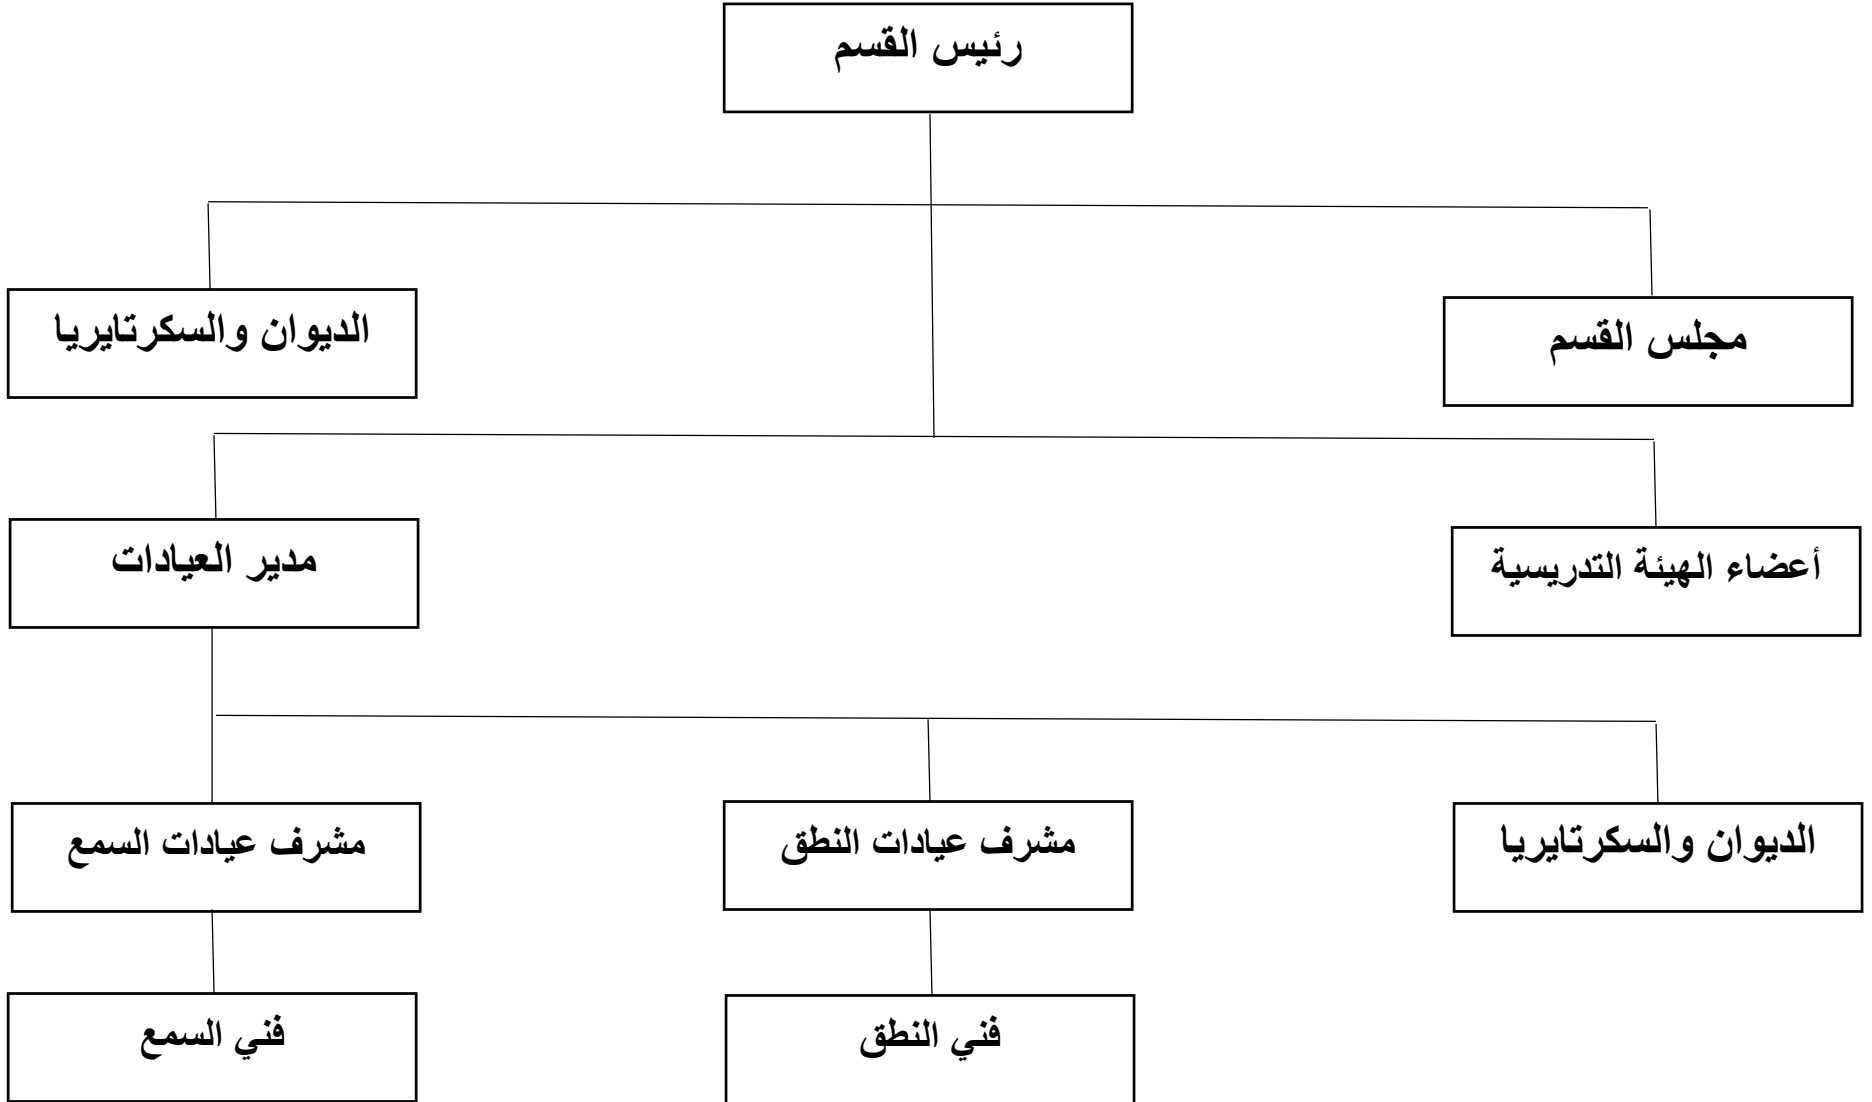 رئيس القسم
مجلس القسم
الديوان والسكرتايريا
أعضاء الهيئة التدريسية
مدير العيادات
الديوان والسكرتايريا
مشرف عيادات النطق
مشرف عيادات السمع
فني النطق
فني السمع